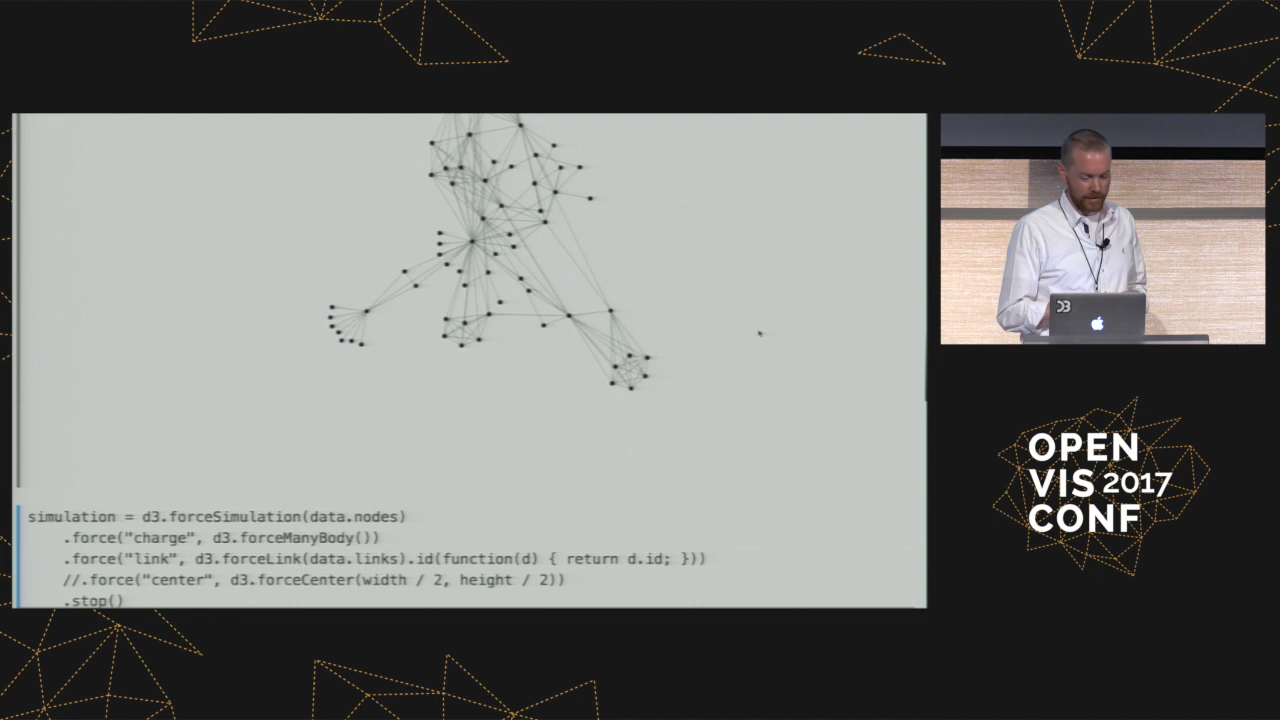 simulation = d3.forceSimulation(data.nodes)
.force("charge", d3.forceManyBody())
.force("link", d3.forceLink(data.links).id(function(d) { return d.id; }))
//.force("center", d3.forceCenter(width / 2, height / 2))
.stop()
D3
OPEN
VIS 2017
CONF